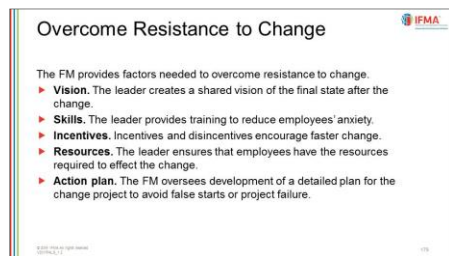 Overcome Resistance to Change
IFMA
The FM provides factors needed to overcome resistance to change.
Vision. The leader creates a shared vision of the final state after the
change.
Skills. The leader provides training to reduce employees' anxiety.
Incentives. Incentives and disincentives encourage faster change.
Resources. The leader ensures that employees have the resources
required to effect the change.
Action plan. The FM oversees development of a detailed plan for the
change project to avoid false starts or project failure.